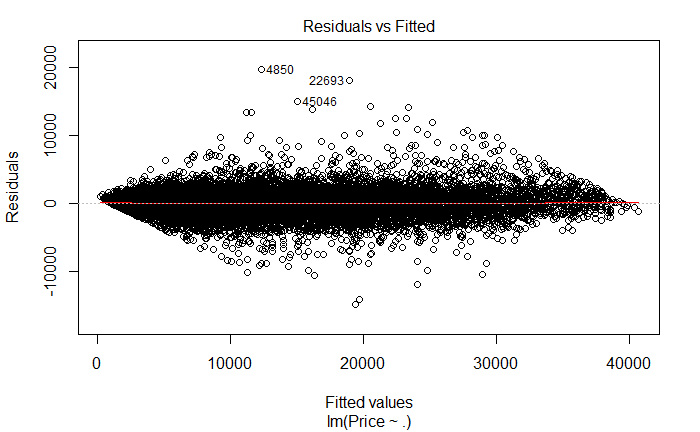 Residuals vs Fitted
Residuals
20000
10000
0
-10000
4850
22693
45046
0 10000 20000 30000 40000
Fitted values
lm(Price ~ .)